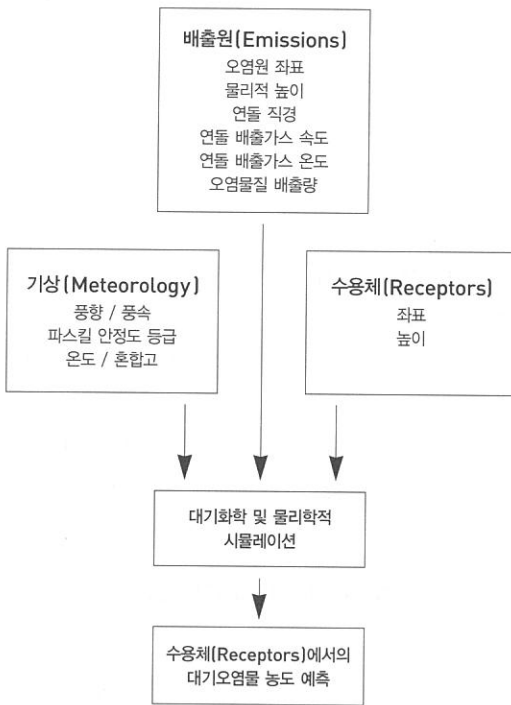 배출원(Emissions)
오염원 좌표
물리적 높이
연돌 직경
연돌 배출가스 속도
연돌 배출가스 온도
오염물질 배출량
기상(Meteorology)
풍향 / 풍속
파스킬 안정도 등급
온도 / 혼합고
수용체(Receptors)
좌표
높이
대기화학 및 물리학적
시뮬레이션
수용체(Receptors)에서의
대기오염물 농도 예측